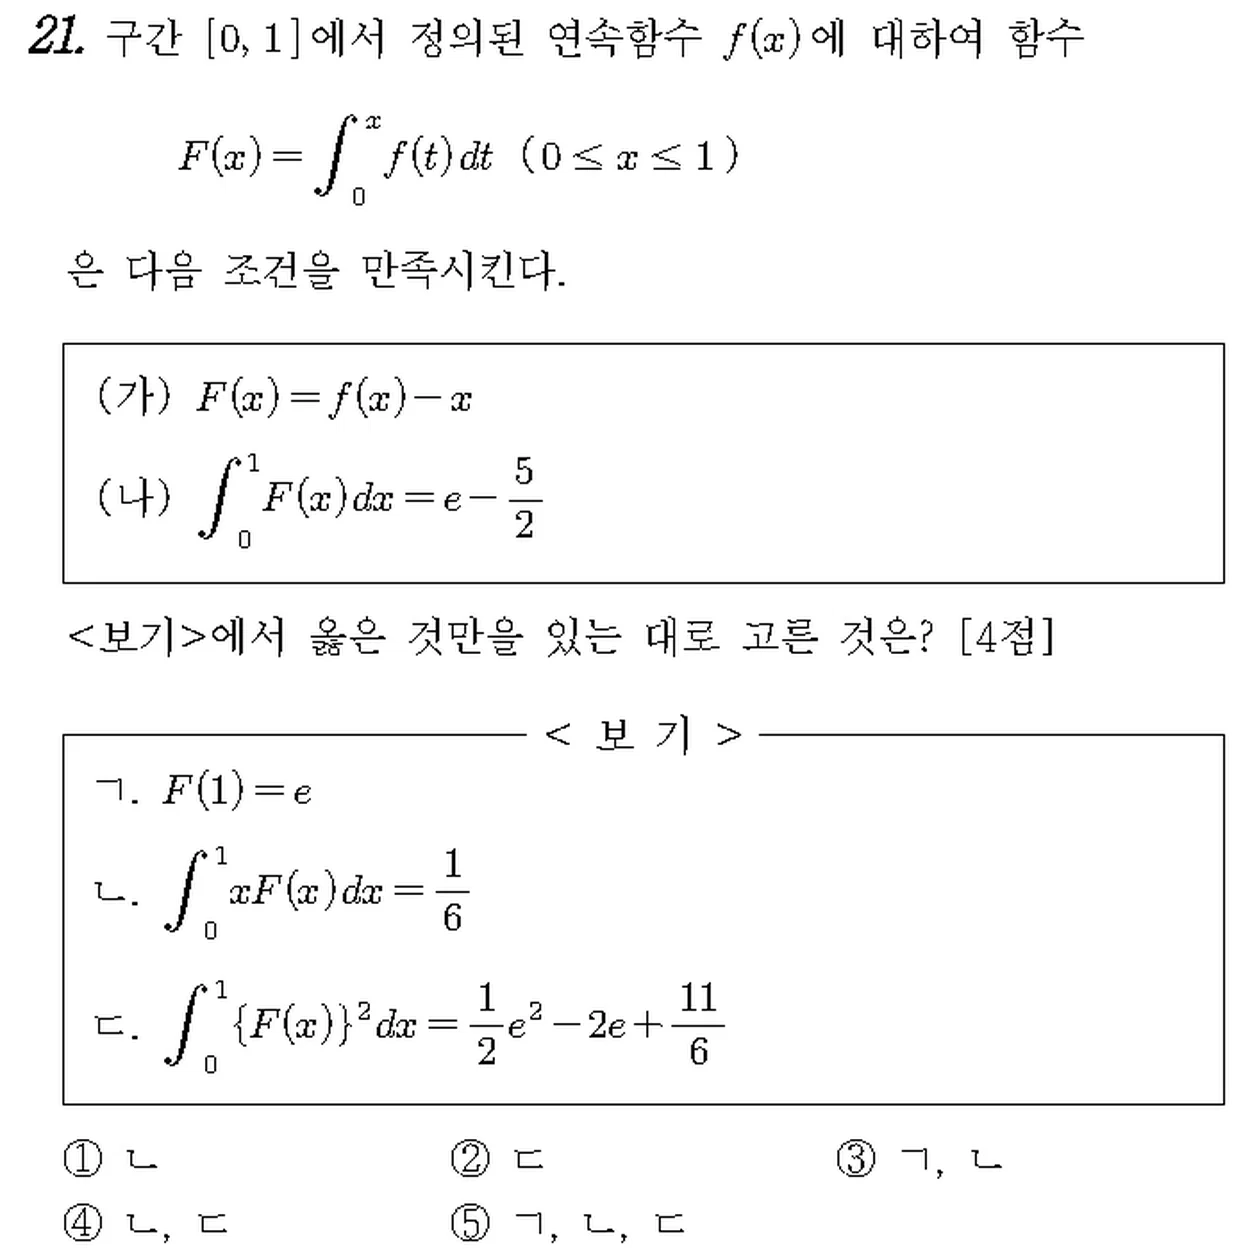 21. 구간 [0, 1]에서 정의된 연속함수 f(x)에 대하여 함수
F(x) = ∫₀ˣ f(t) dt (0 ≤ x ≤ 1)
은 다음 조건을 만족시킨다.
(가) F(x) = f(x) − x
(나) ∫₀¹ F(x) dx = e − 5/2
<보기>에서 옳은 것만을 있는 대로 고른 것은? [4점]
< 보 기 >
ㄱ. F(1) = e
ㄴ. ∫₀¹ xF(x) dx = 1/6
ㄷ. ∫₀¹ {F(x)}² dx = 1/2 e² − 2e + 11/6
① ㄴ ② ㄷ ③ ㄱ, ㄴ
④ ㄴ, ㄷ ⑤ ㄱ, ㄴ, ㄷ